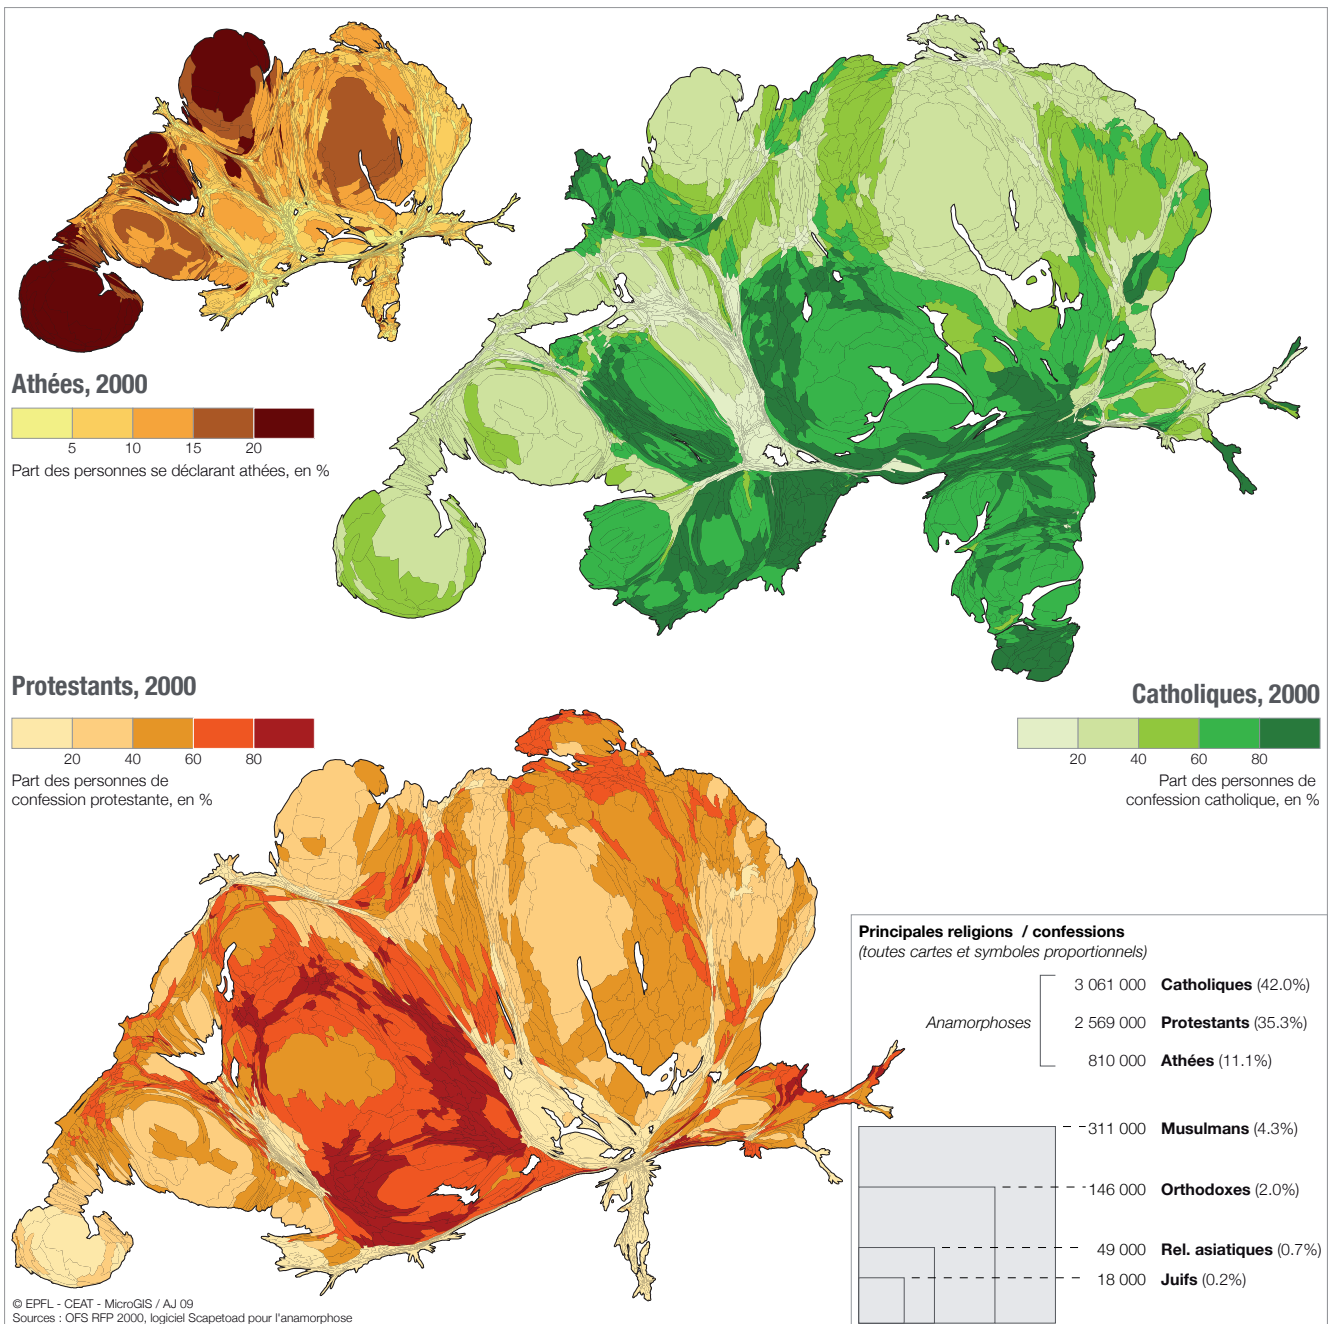 Athées, 2000
5 10 15 20
Part des personnes se déclarant athées, en %
Protestants, 2000
20 40 60 80
Part des personnes de
confession protestante, en %
Catholiques, 2000
20 40 60 80
Part des personnes de
confession catholique, en %
Principales religions / confessions
(toutes cartes et symboles proportionnels)
Anamorphoses
3 061 000 Catholiques (42.0%)
2 569 000 Protestants (35.3%)
810 000 Athées (11.1%)
311 000 Musulmans (4.3%)
146 000 Orthodoxes (2.0%)
49 000 Rel. asiatiques (0.7%)
18 000 Juifs (0.2%)
© EPFL - CEAT - MicroGIS / AJ 09
Sources : OFS RFP 2000, logiciel Scapetoad pour l'anamorphose